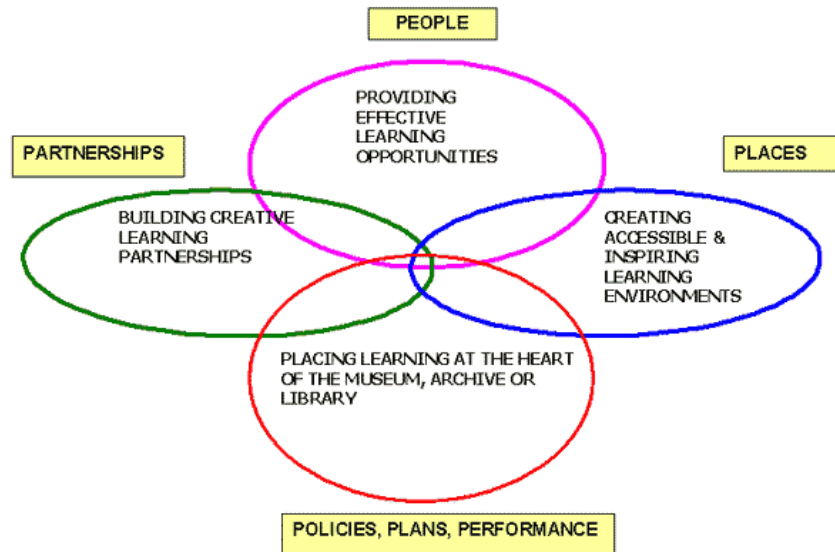 PEOPLE
PROVIDING
EFFECTIVE
LEARNING
OPPORTUNITIES
PARTNERSHIPS
PLACES
BUILDING CREATIVE
LEARNING
PARTNERSHIPS
CREATING
ACCESSIBLE &
INSPIRING
LEARNING
ENVIRONMENTS
PLACING LEARNING AT THE HEART
OF THE MUSEUM, ARCHIVE OR
LIBRARY
POLICIES, PLANS, PERFORMANCE